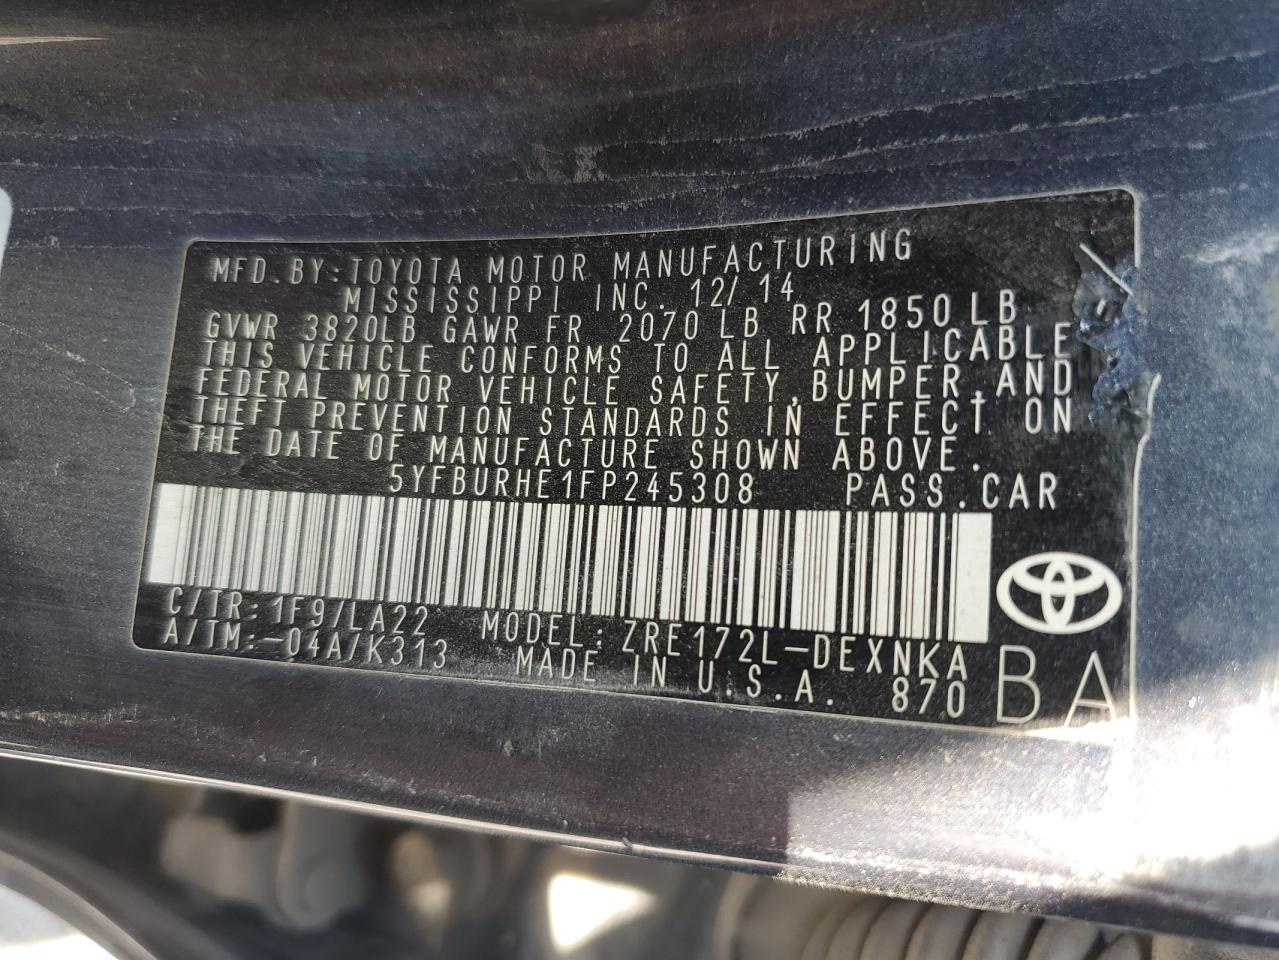 MFD.BY:TOYOTA MOTOR MANUFACTURING
MISSISSIPPI INC. 12/14
GVWR 3820LB GAWR FR 2070 LB RR 1850 LB
THIS VEHICLE CONFORMS TO ALL APPLICABLE
FEDERAL MOTOR VEHICLE SAFETY,BUMPER,AND
THEFT PREVENTION STANDARDS IN EFFECT ON
THE DATE OF MANUFACTURE SHOWN ABOVE.
5YFBURHE1FP245308 PASS.CAR
C/TR:1F9/LA22 MODEL:ZRE172L-DEXNKA
A/TM:-04A/K313 MADE IN U.S.A. 870
BA